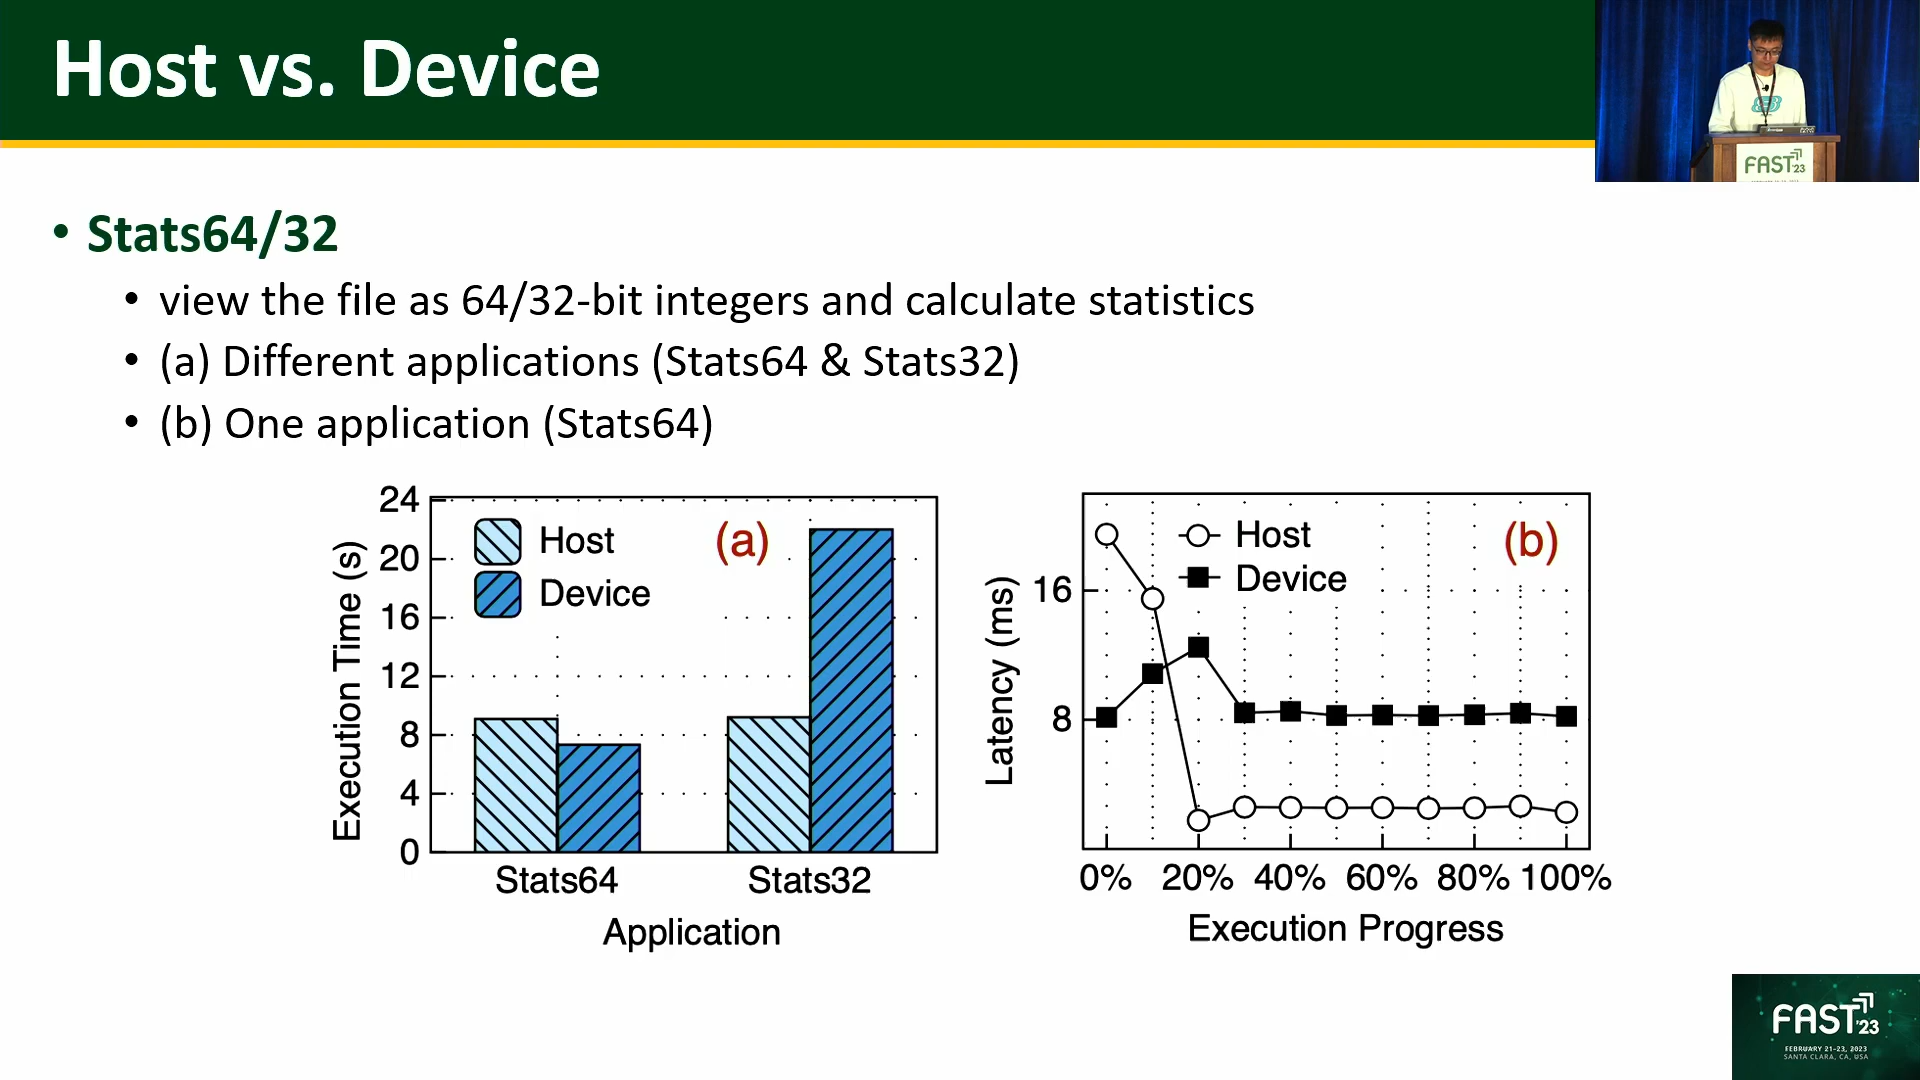 Host vs. Device
FAST'23
• Stats64/32
• view the file as 64/32-bit integers and calculate statistics
• (a) Different applications (Stats64 & Stats32)
• (b) One application (Stats64)
24
20
16
12
8
4
0
Execution Time (s)
Host
Device
(a)
Stats64
Stats32
Application
16
8
Latency (ms)
Host
Device
(b)
0%
20%
40%
60%
80%
100%
Execution Progress
FAST'23
FEBRUARY 21-23, 2023
SANTA CLARA, CA, USA